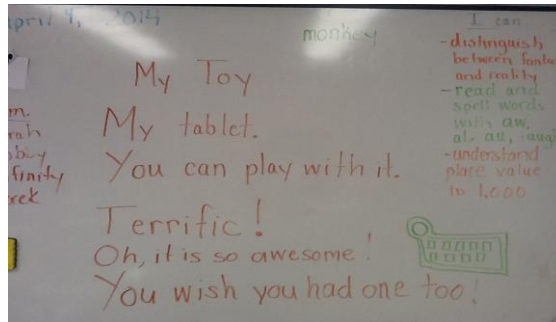 April 4, 2014
monkey
My Toy
My tablet.
You can play with it.
Terrific!
Oh, it is so awesome!
You wish you had one too!
I can
-distinguish
between
and reality
-read and
spell words
with aw,
al, au, augh
-understand
place value
to 1,000